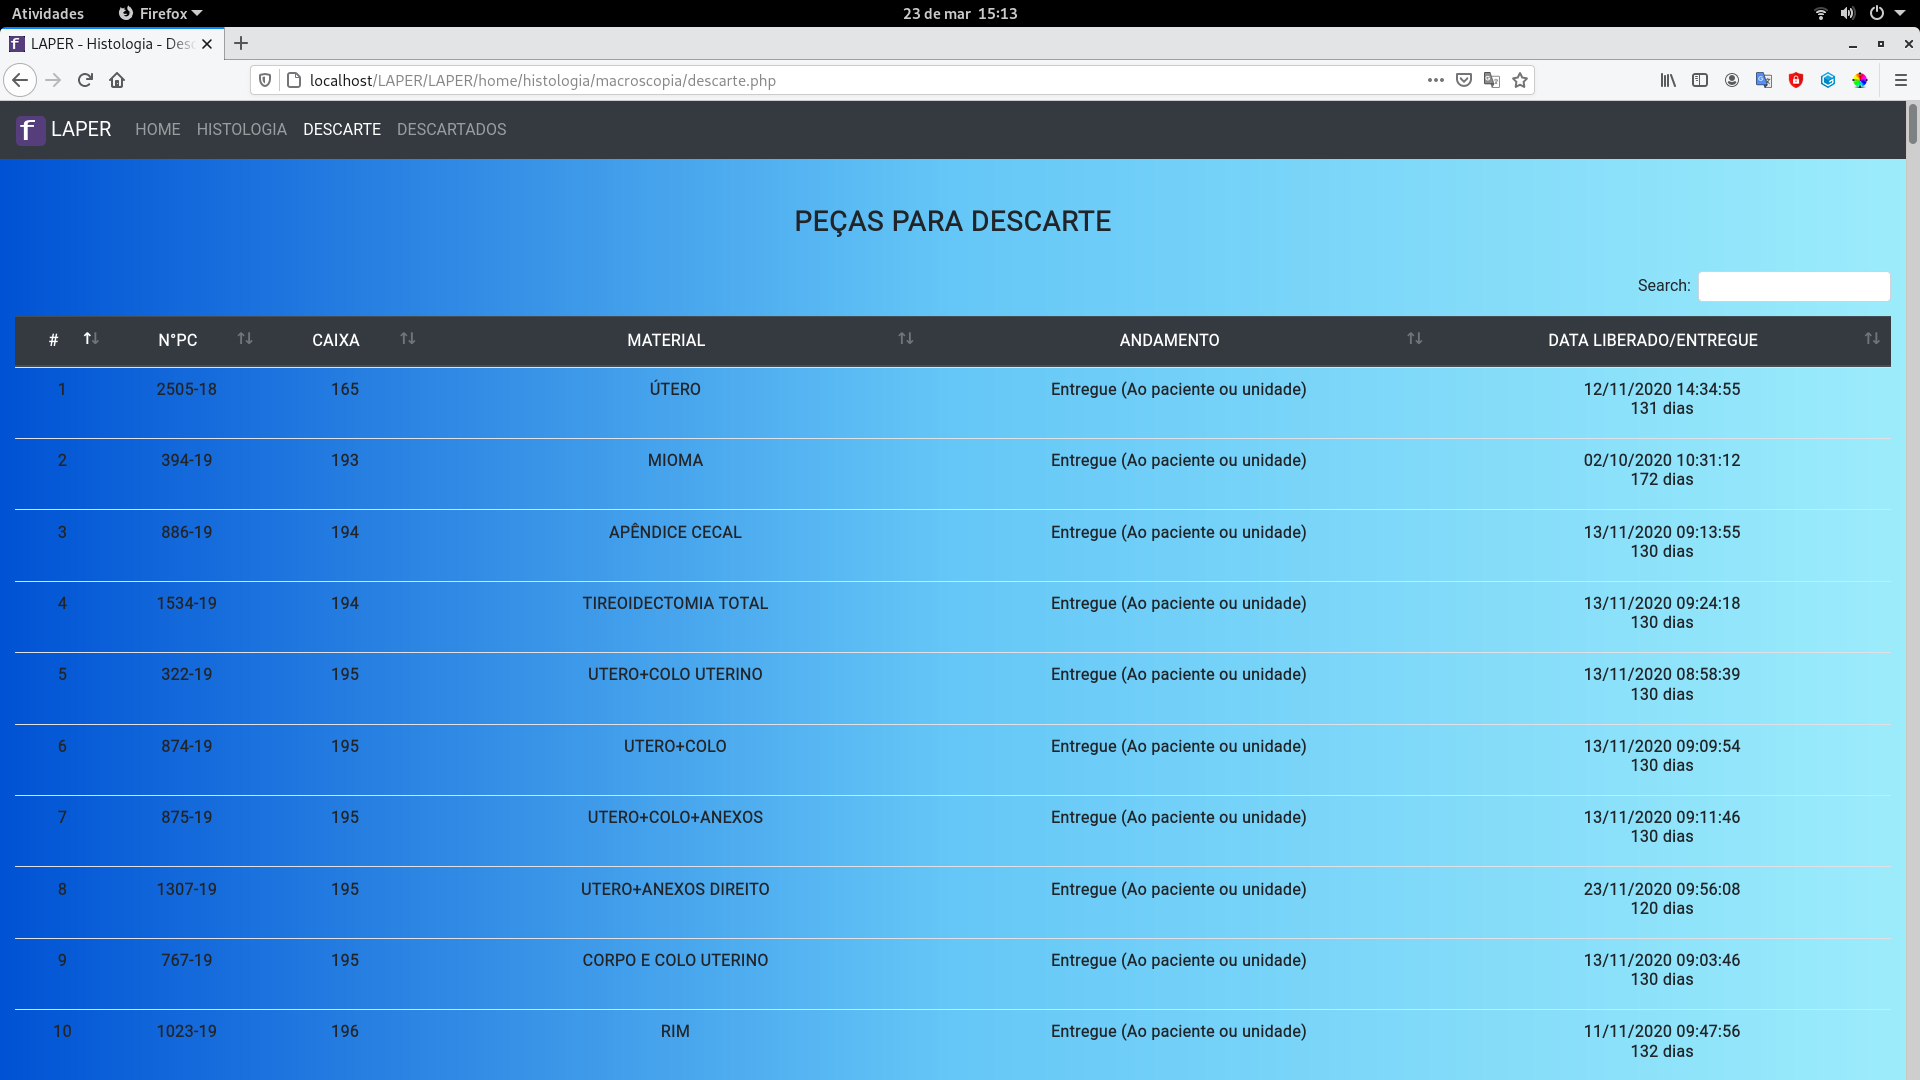 Atividades
Firefox
23 de mar 15:13
LAPER - Histologia - Des
localhost/LAPER/LAPER/home/histologia/macroscopia/descarte.php
f LAPER HOME HISTOLOGIA DESCARTE DESCARTADOS
PEÇAS PARA DESCARTE
Search:
# N°PC CAIXA MATERIAL ANDAMENTO DATA LIBERADO/ENTREGUE
1 2505-18 165 ÚTERO Entregue (Ao paciente ou unidade) 12/11/2020 14:34:55
131 dias
2 394-19 193 MIOMA Entregue (Ao paciente ou unidade) 02/10/2020 10:31:12
172 dias
3 886-19 194 APÊNDICE CECAL Entregue (Ao paciente ou unidade) 13/11/2020 09:13:55
130 dias
4 1534-19 194 TIREOIDECTOMIA TOTAL Entregue (Ao paciente ou unidade) 13/11/2020 09:24:18
130 dias
5 322-19 195 UTERO+COLO UTERINO Entregue (Ao paciente ou unidade) 13/11/2020 08:58:39
130 dias
6 874-19 195 UTERO+COLO Entregue (Ao paciente ou unidade) 13/11/2020 09:09:54
130 dias
7 875-19 195 UTERO+COLO+ANEXOS Entregue (Ao paciente ou unidade) 13/11/2020 09:11:46
130 dias
8 1307-19 195 UTERO+ANEXOS DIREITO Entregue (Ao paciente ou unidade) 23/11/2020 09:56:08
120 dias
9 767-19 195 CORPO E COLO UTERINO Entregue (Ao paciente ou unidade) 13/11/2020 09:03:46
130 dias
10 1023-19 196 RIM Entregue (Ao paciente ou unidade) 11/11/2020 09:47:56
132 dias